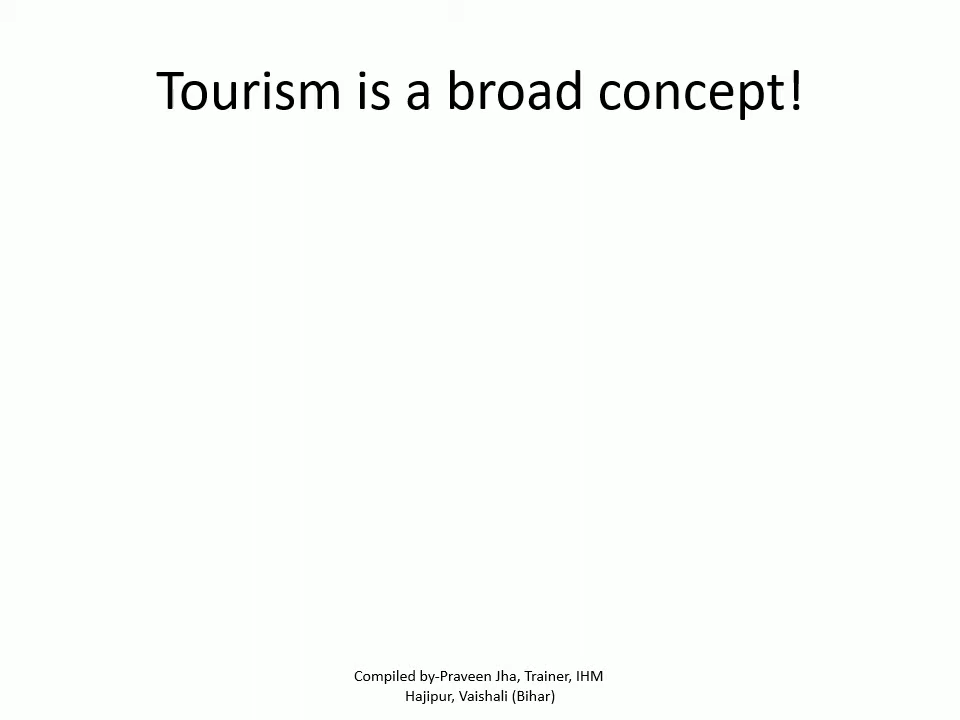 Tourism is a broad concept!
Compiled by-Praveen Jha, Trainer, IHM
Hajipur, Vaishali (Bihar)